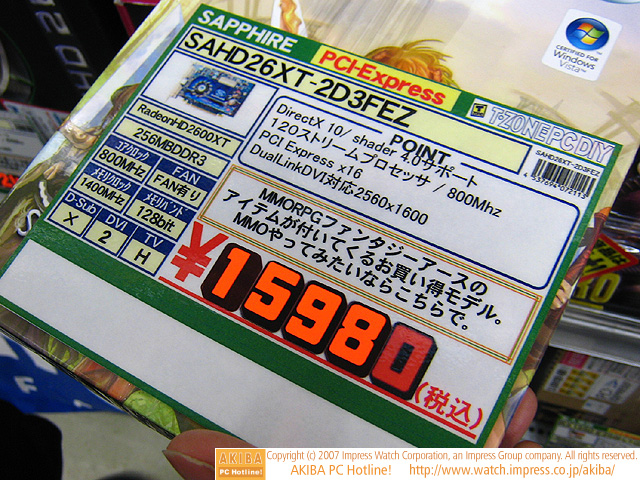 SAPPHIRE
SAHD26XT-2D3FEZ
PCI-Express
CERTIFIED FOR
Windows
Vista™
T-ZONE.PC DIY
SAHD26XT-2D3FEZ
RadeonHD2600XT
256MBDDR3
コアクロック
800MHz
FAN
FAN有り
メモリクロック
1400MHz
メモリバンド
128bit
D-Sub
DVI
TV
X
2
H
POINT
DirectX 10/ shader 4.0サポート
120ストリームプロセッサ / 800Mhz
PCI Express x16
DualLinkDVI対応2560x1600
MMORPGファンタジーアースの
アイテムが付いてくるお買い得モデル。
MMOやってみたいならこちらで。
¥15980(税込)
AKIBA
PC Hotline!
Copyright (c) 2007 Impress Watch Corporation, an Impress Group company. All rights reserved.
AKIBA PC Hotline! http://www.watch.impress.co.jp/akiba/